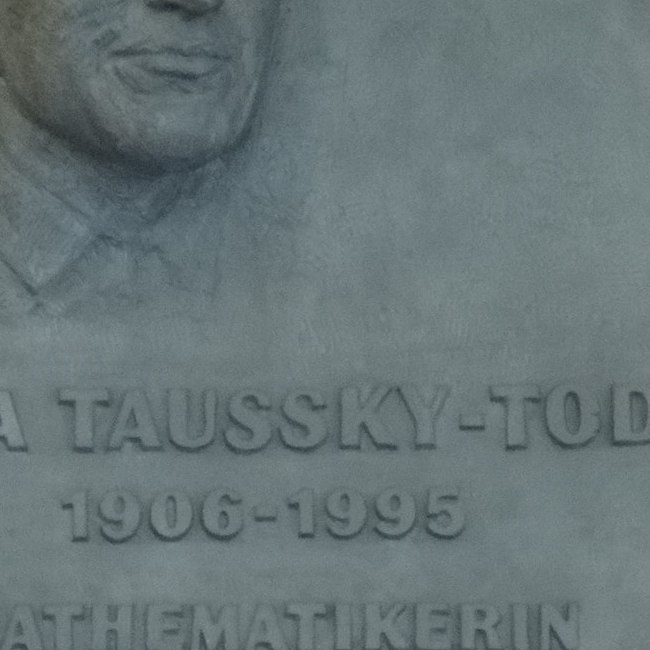 A TAUSSKY-TOD
1906-1995
ATHEMATIKERIN